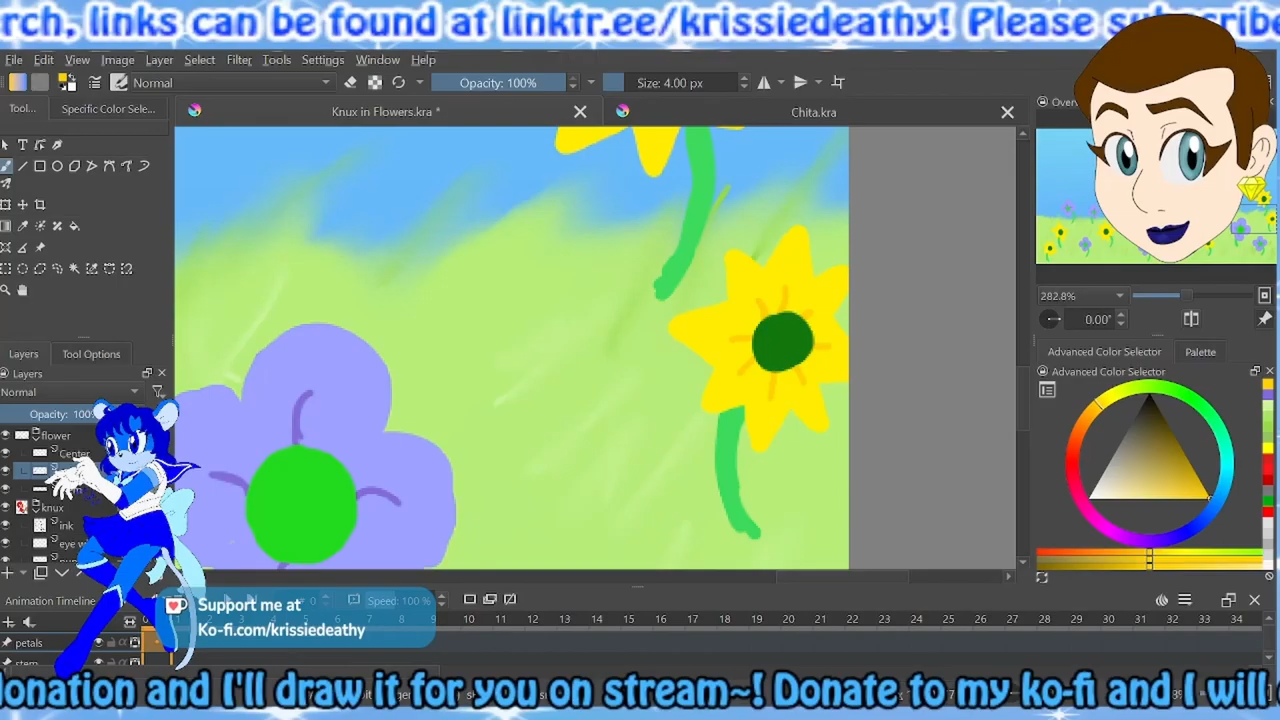 rch, links can be found at linktr.ee/krissiedeathy! Please subscribe
File Edit View Image Layer Select Filter Tools Settings Window Help
Normal Opacity: 100% Size: 4.00 px
Tool... Specific Color Sele... Knux in Flowers.kra * Chita.kra
282.8%
0.00°
Layers Tool Options
Advanced Color Selector Palette
Layers
Advanced Color Selector
Normal
Opacity: 100%
flower
Center
knux
ink
eye w
Animation Timeline
Speed: 100 %
Support me at
Ko-fi.com/krissiedeathy
10 11 12 13 14 15 16 17 18 19 20 21 22 23 24 25 26 27 28 29 30 31 32 33 34
petals
stem
donation and I'll draw it for you on stream~! Donate to my ko-fi and I will